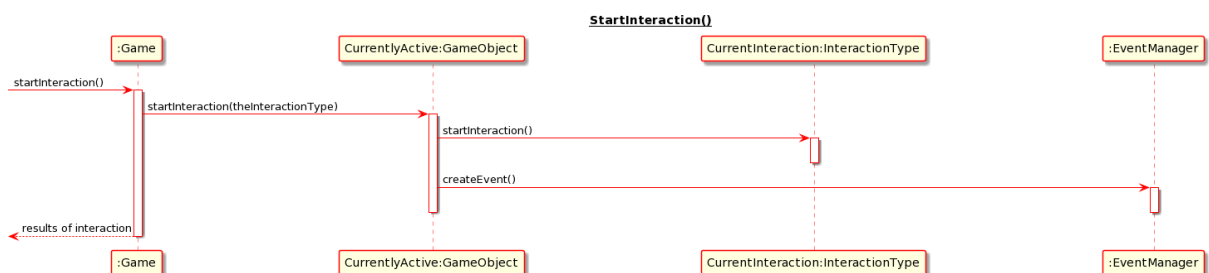 StartInteraction()
:Game
CurrentlyActive:GameObject
CurrentInteraction:InteractionType
:EventManager
startInteraction()
startInteraction(theInteractionType)
startInteraction()
createEvent()
results of interaction
:Game
CurrentlyActive:GameObject
CurrentInteraction:InteractionType
:EventManager